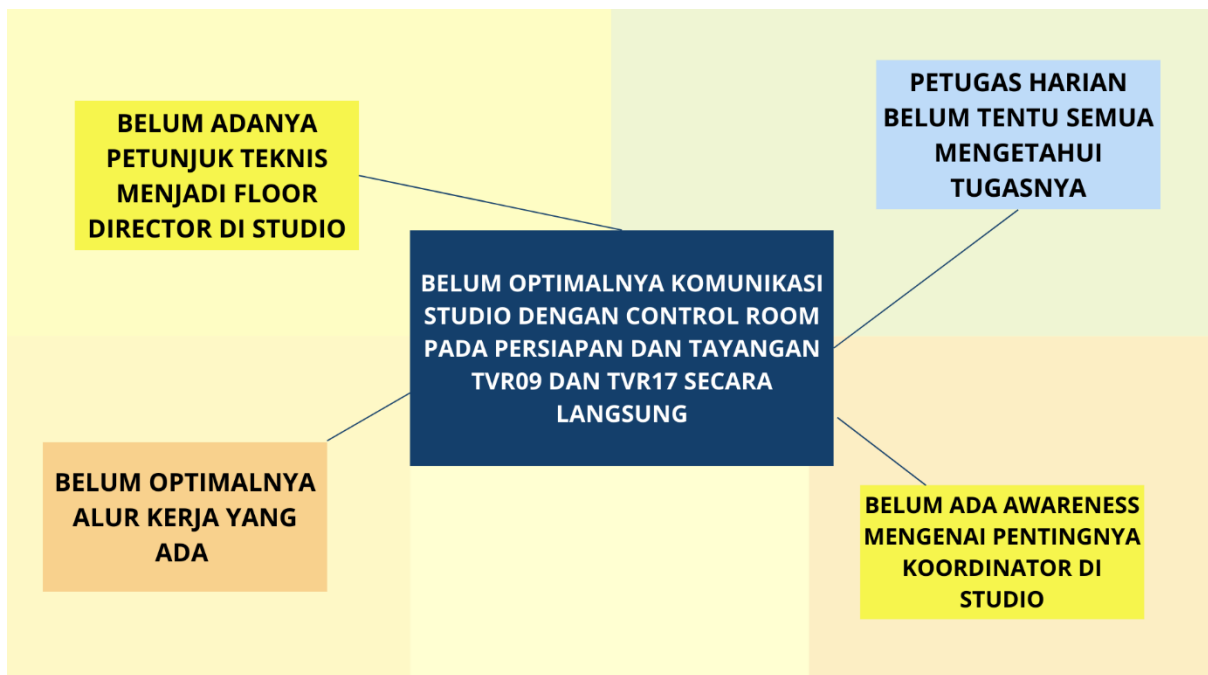 BELUM ADANYA
PETUNJUK TEKNIS
MENJADI FLOOR
DIRECTOR DI STUDIO
PETUGAS HARIAN
BELUM TENTU SEMUA
MENGETAHUI
TUGASNYA
BELUM OPTIMALNYA KOMUNIKASI
STUDIO DENGAN CONTROL ROOM
PADA PERSIAPAN DAN TAYANGAN
TVR09 DAN TVR17 SECARA
LANGSUNG
BELUM OPTIMALNYA
ALUR KERJA YANG
ADA
BELUM ADA AWARENESS
MENGENAI PENTINGNYA
KOORDINATOR DI
STUDIO